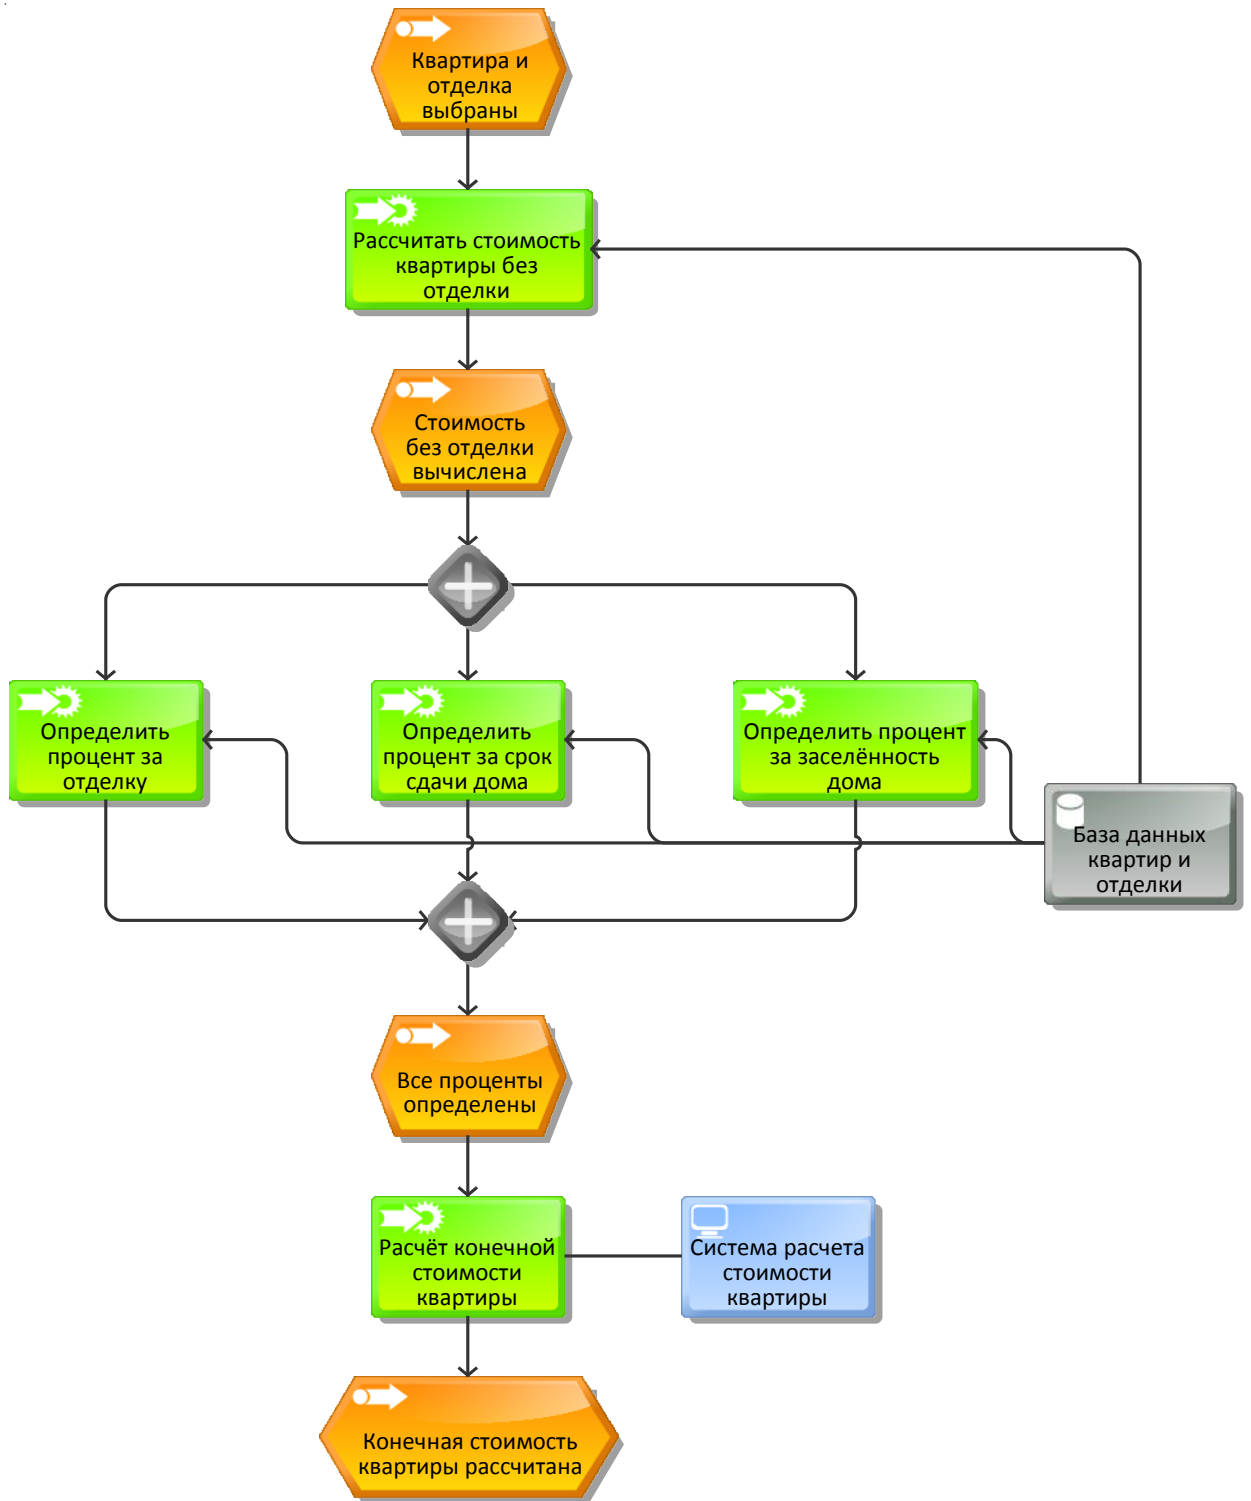 Квартира и
отделка
выбраны
Рассчитать стоимость
квартиры без
отделки
Стоимость
без отделки
вычислена
Определить
процент за
отделку
Определить
процент за срок
сдачи дома
Определить процент
за заселённость
дома
База данных
квартир и
отделки
Все проценты
определены
Расчёт конечной
стоимости
квартиры
Система расчета
стоимости
квартиры
Конечная стоимость
квартиры рассчитана